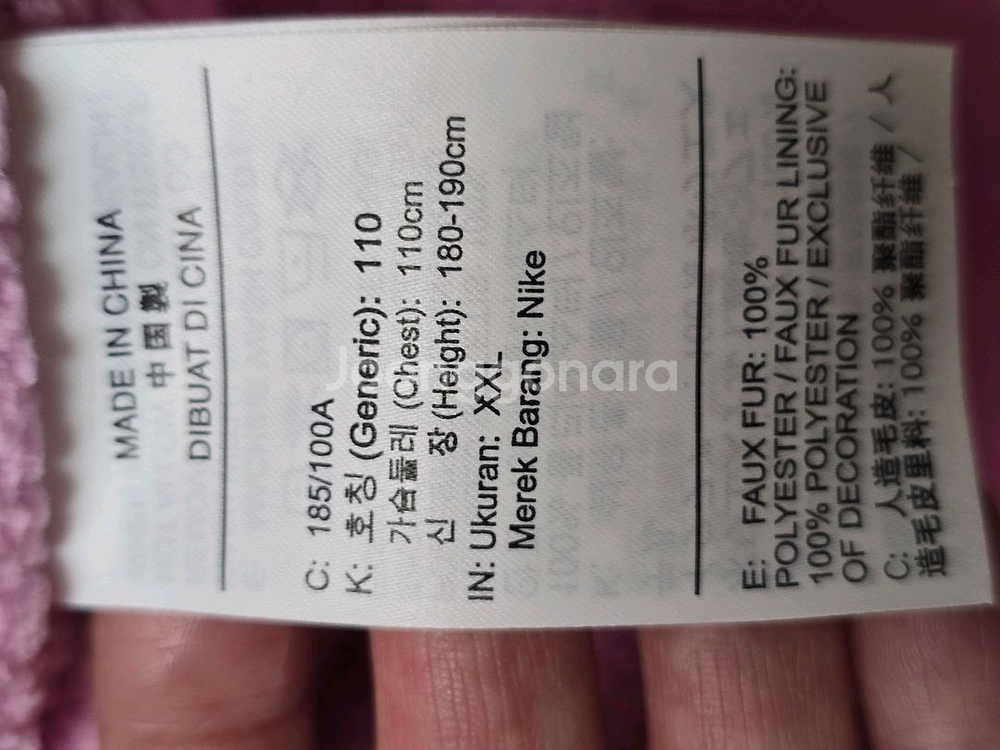 MADE IN CHINA
中国製
DIBUAT DI CINA
C: 185/100A
K: 호칭 (Generic): 110
가슴둘레 (Chest): 110cm
신 장 (Height): 180-190cm
IN: Ukuran: XXL
Merek Barang: Nike
E: FAUX FUR: 100%
POLYESTER / FAUX FUR LINING:
100% POLYESTER / EXCLUSIVE
OF DECORATION
C: 人造毛皮: 100% 聚酯纤维 / 人
造毛皮里料: 100% 聚酯纤维 /